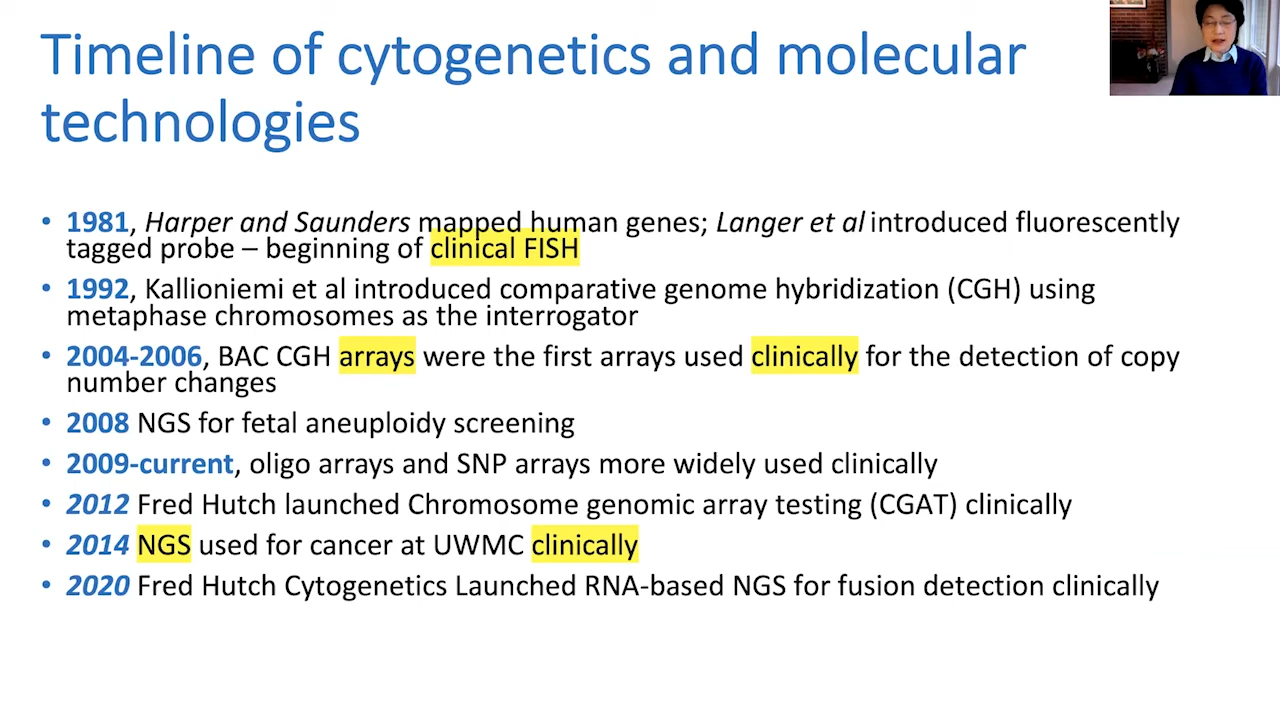 Timeline of cytogenetics and molecular
technologies
• 1981, Harper and Saunders mapped human genes; Langer et al introduced fluorescently
tagged probe – beginning of clinical FISH
• 1992, Kallioniemi et al introduced comparative genome hybridization (CGH) using
metaphase chromosomes as the interrogator
• 2004-2006, BAC CGH arrays were the first arrays used clinically for the detection of copy
number changes
• 2008 NGS for fetal aneuploidy screening
• 2009-current, oligo arrays and SNP arrays more widely used clinically
• 2012 Fred Hutch launched Chromosome genomic array testing (CGAT) clinically
• 2014 NGS used for cancer at UWMC clinically
• 2020 Fred Hutch Cytogenetics Launched RNA-based NGS for fusion detection clinically